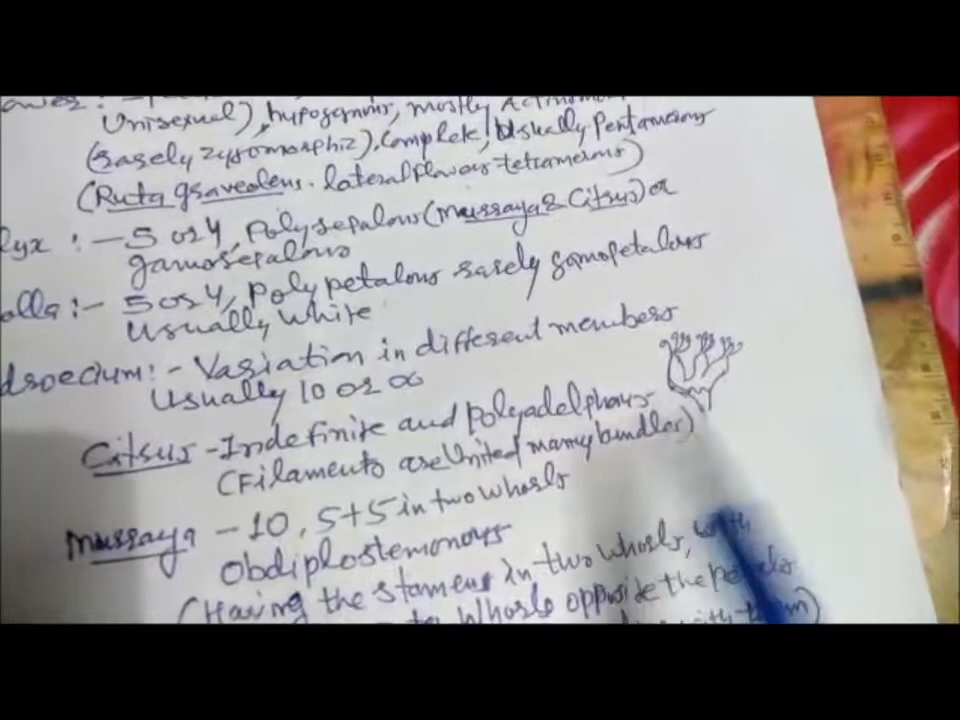 Unisexual), hypogynous, mostly Actinom
(rarely zygomorphiz). Complete, Usually Pentamerous
(Ruta graveolens. lateral flower tetramerous)
lyx :- 5 or 4, Polysepalous (Murraya & Citrus) or
gamosepalous
olla :- 5 or 4, Polypetalous rarely gamopetalous
Usually white
droecium :- Variation in different members
Usually 10 or ∞
Citrus - Indefinite and Polyadelphous
(Filaments are United many bundles)
Murraya - 10, 5+5 in two whorls
Obdiplostemonous
(Having the stamens in two whorls, with
whorls opposite the petals